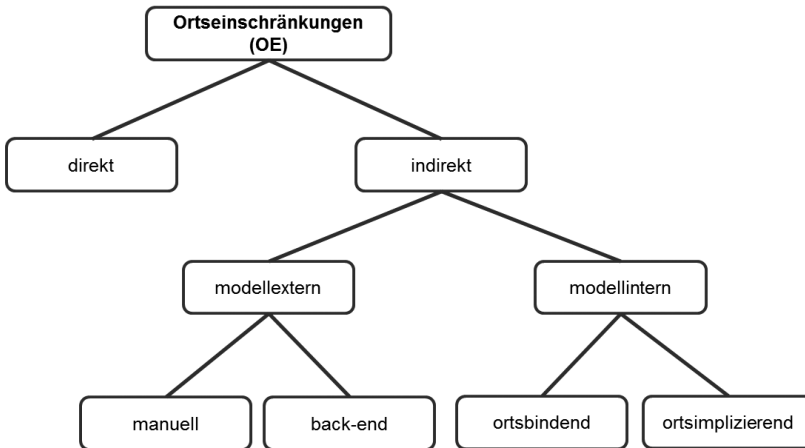 Ortseinschränkungen
(OE)
direkt
indirekt
modellextern
modellintern
manuell
back-end
ortsbindend
ortsimplizierend